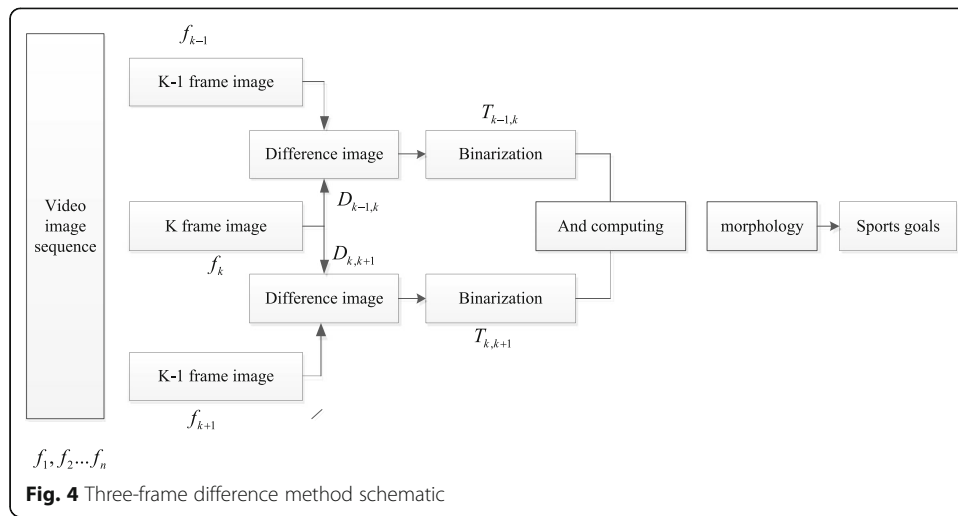 f_{k-1}
K-1 frame image
T_{k-1,k}
Difference image
Binarization
D_{k-1,k}
Video
image
sequence
K frame image
And computing
morphology
Sports goals
f_k
D_{k,k+1}
Difference image
Binarization
T_{k,k+1}
K-1 frame image
f_{k+1}
f_1, f_2...f_n
Fig. 4 Three-frame difference method schematic